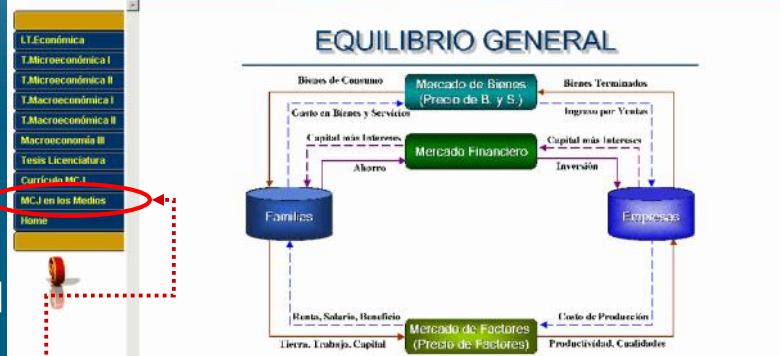 EQUILIBRIO GENERAL
I.T.Económica
T.Microeconómica I
T.Microeconómica II
T.Macroeconómica I
T.Macroeconómica II
Macroeconomía III
Tesis Licenciatura
Currículo MCJ
MCJ en los Medios
Home
Bienes de Consumo
Mercado de Bienes
(Precio de B. y S.)
Bienes Terminados
Gasto en Bienes y Servicios
Ingreso por Ventas
Capital más Intereses
Mercado Financiero
Capital más Intereses
Ahorro
Inversión
Familias
Empresas
Renta, Salario, Beneficio
Mercado de Factores
(Precio de Factores)
Costo de Producción
Tierra, Trabajo, Capital
Productividad, Cualidades